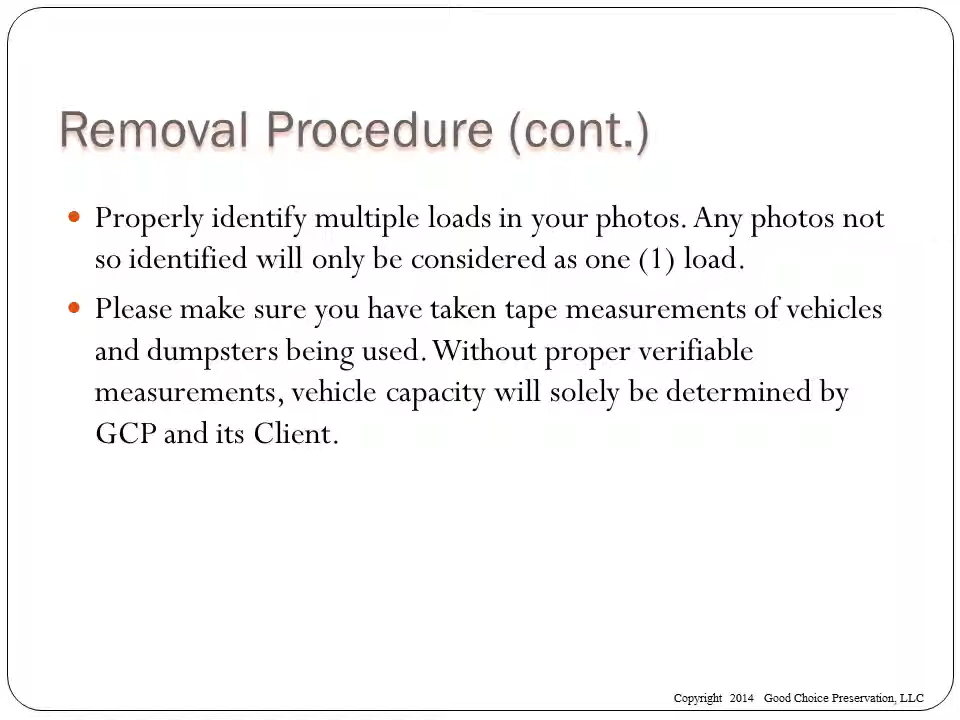 Removal Procedure (cont.)
Properly identify multiple loads in your photos. Any photos not
so identified will only be considered as one (1) load.
Please make sure you have taken tape measurements of vehicles
and dumpsters being used. Without proper verifiable
measurements, vehicle capacity will solely be determined by
GCP and its Client.
Copyright 2014 Good Choice Preservation, LLC